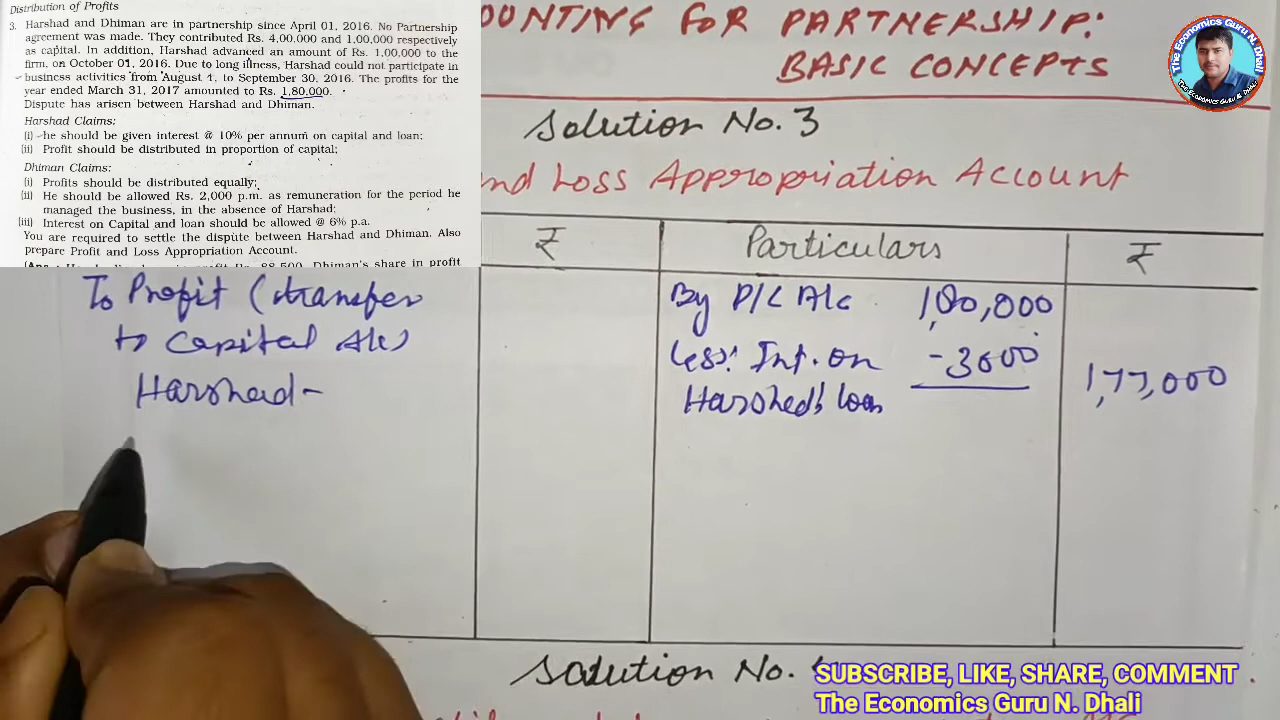 Distribution of Profits
3. Harshad and Dhiman are in partnership since April 01, 2016. No Partnership
agreement was made. They contributed Rs. 4,00,000 and 1,00,000 respectively
as capital. In addition, Harshad advanced an amount of Rs. 1,00,000 to the
firm, on October 01, 2016. Due to long illness, Harshad could not participate in
business activities from August 1, to September 30, 2016. The profits for the
year ended March 31, 2017 amounted to Rs. 1,80,000.
Dispute has arisen between Harshad and Dhiman.
Harshad Claims:
(i) he should be given interest @ 10% per annum on capital and loan;
(ii) Profit should be distributed in proportion of capital;
Dhiman Claims:
(i) Profits should be distributed equally;
(ii) He should be allowed Rs. 2,000 p.m. as remuneration for the period he
managed the business, in the absence of Harshad;
(iii) Interest on Capital and loan should be allowed @ 6% p.a.
You are required to settle the dispute between Harshad and Dhiman. Also
prepare Profit and Loss Appropriation Account.
OUNTING FOR PARTNERSHIP:
BASIC CONCEPTS
The Economics Guru N. Dhali
THE ECONOMICS GURU N. DHALI
Solution No. 3
nd Loss Appropriation Account
₹ Particulars ₹
To Profit (transfer
to Capital A/c)
Harshad-
By P/L A/c 1,80,000
Less: Int. on -3000
Harshed's loan 1,77,000
Solution No.
SUBSCRIBE, LIKE, SHARE, COMMENT
The Economics Guru N. Dhali